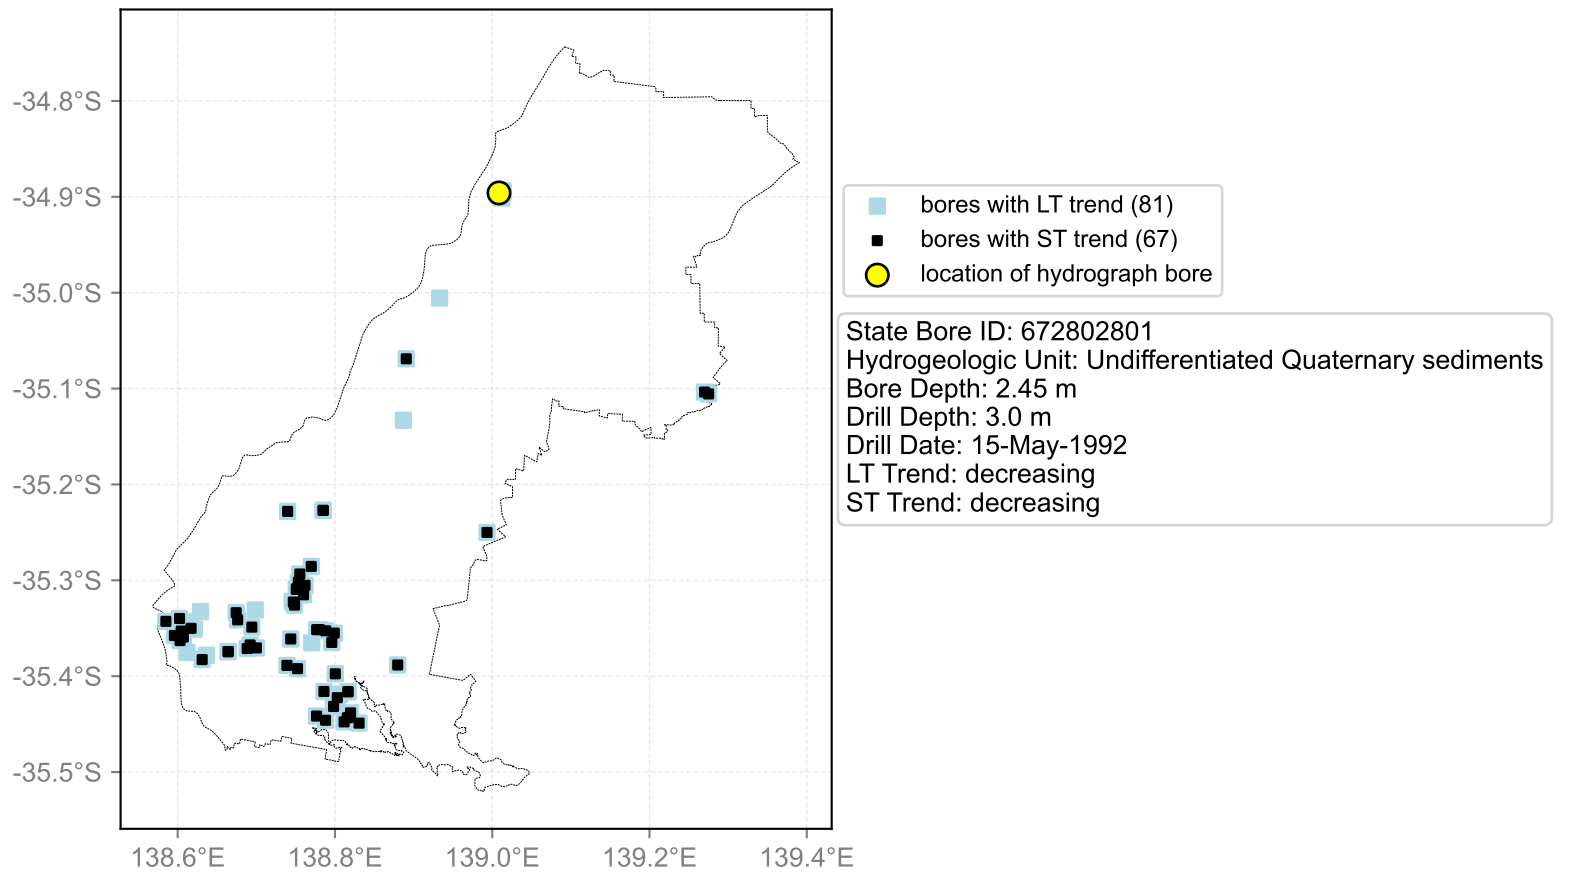 -34.8°S
-34.9°S
-35.0°S
-35.1°S
-35.2°S
-35.3°S
-35.4°S
-35.5°S
138.6°E
138.8°E
139.0°E
139.2°E
139.4°E
bores with LT trend (81)
bores with ST trend (67)
location of hydrograph bore
State Bore ID: 672802801
Hydrogeologic Unit: Undifferentiated Quaternary sediments
Bore Depth: 2.45 m
Drill Depth: 3.0 m
Drill Date: 15-May-1992
LT Trend: decreasing
ST Trend: decreasing